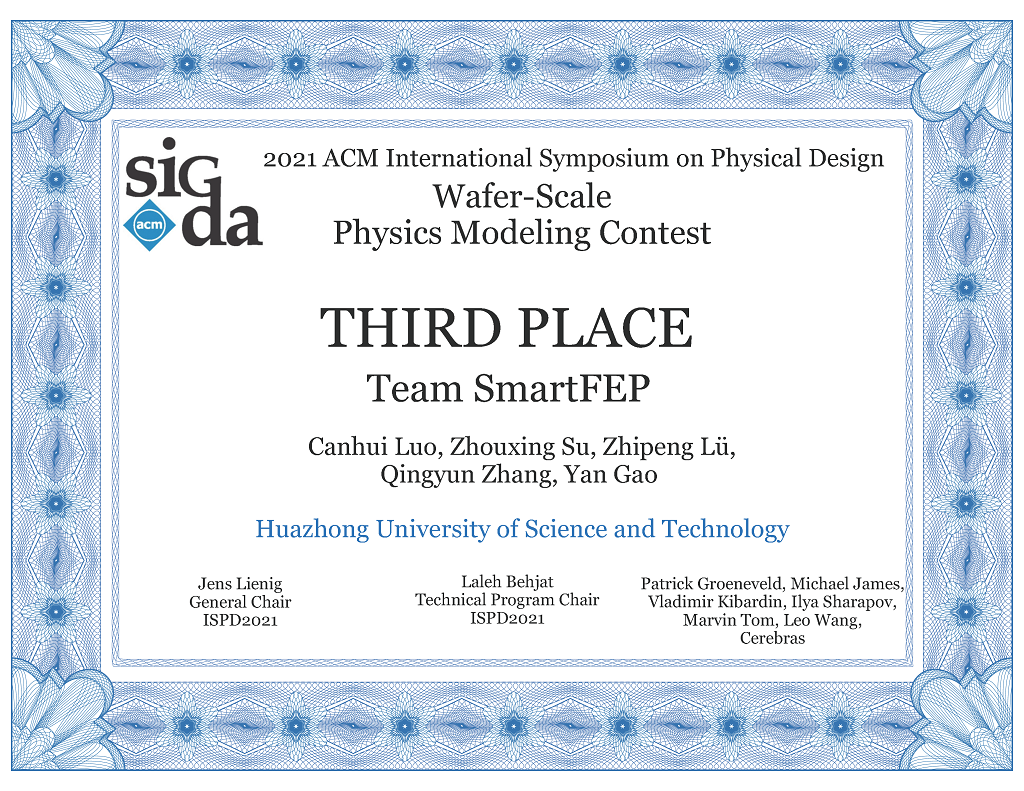 sig
da
acm
2021 ACM International Symposium on Physical Design
Wafer-Scale
Physics Modeling Contest
THIRD PLACE
Team SmartFEP
Canhui Luo, Zhouxing Su, Zhipeng Lü,
Qingyun Zhang, Yan Gao
Huazhong University of Science and Technology
Jens Lienig
General Chair
ISPD2021
Laleh Behjat
Technical Program Chair
ISPD2021
Patrick Groeneveld, Michael James,
Vladimir Kibardin, Ilya Sharapov,
Marvin Tom, Leo Wang,
Cerebras